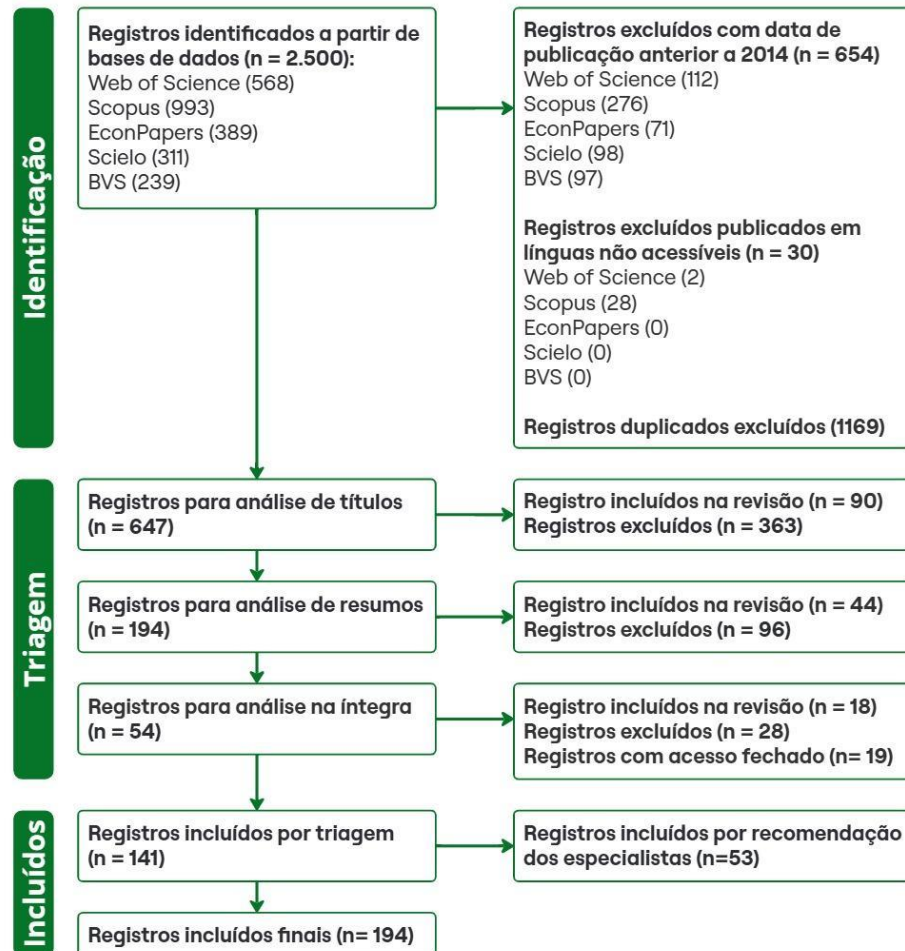 Identificação
Registros identificados a partir de
bases de dados (n = 2.500):
Web of Science (568)
Scopus (993)
EconPapers (389)
Scielo (311)
BVS (239)
Registros excluídos com data de
publicação anterior a 2014 (n = 654)
Web of Science (112)
Scopus (276)
EconPapers (71)
Scielo (98)
BVS (97)
Registros excluídos publicados em
línguas não acessíveis (n = 30)
Web of Science (2)
Scopus (28)
EconPapers (0)
Scielo (0)
BVS (0)
Registros duplicados excluídos (1169)
Triagem
Registros para análise de títulos
(n = 647)
Registro incluídos na revisão (n = 90)
Registros excluídos (n = 363)
Registros para análise de resumos
(n = 194)
Registro incluídos na revisão (n = 44)
Registros excluídos (n = 96)
Registros para análise na íntegra
(n = 54)
Registro incluídos na revisão (n = 18)
Registros excluídos (n = 28)
Registros com acesso fechado (n= 19)
Incluídos
Registros incluídos por triagem
(n = 141)
Registros incluídos por recomendação
dos especialistas (n=53)
Registros incluídos finais (n= 194)